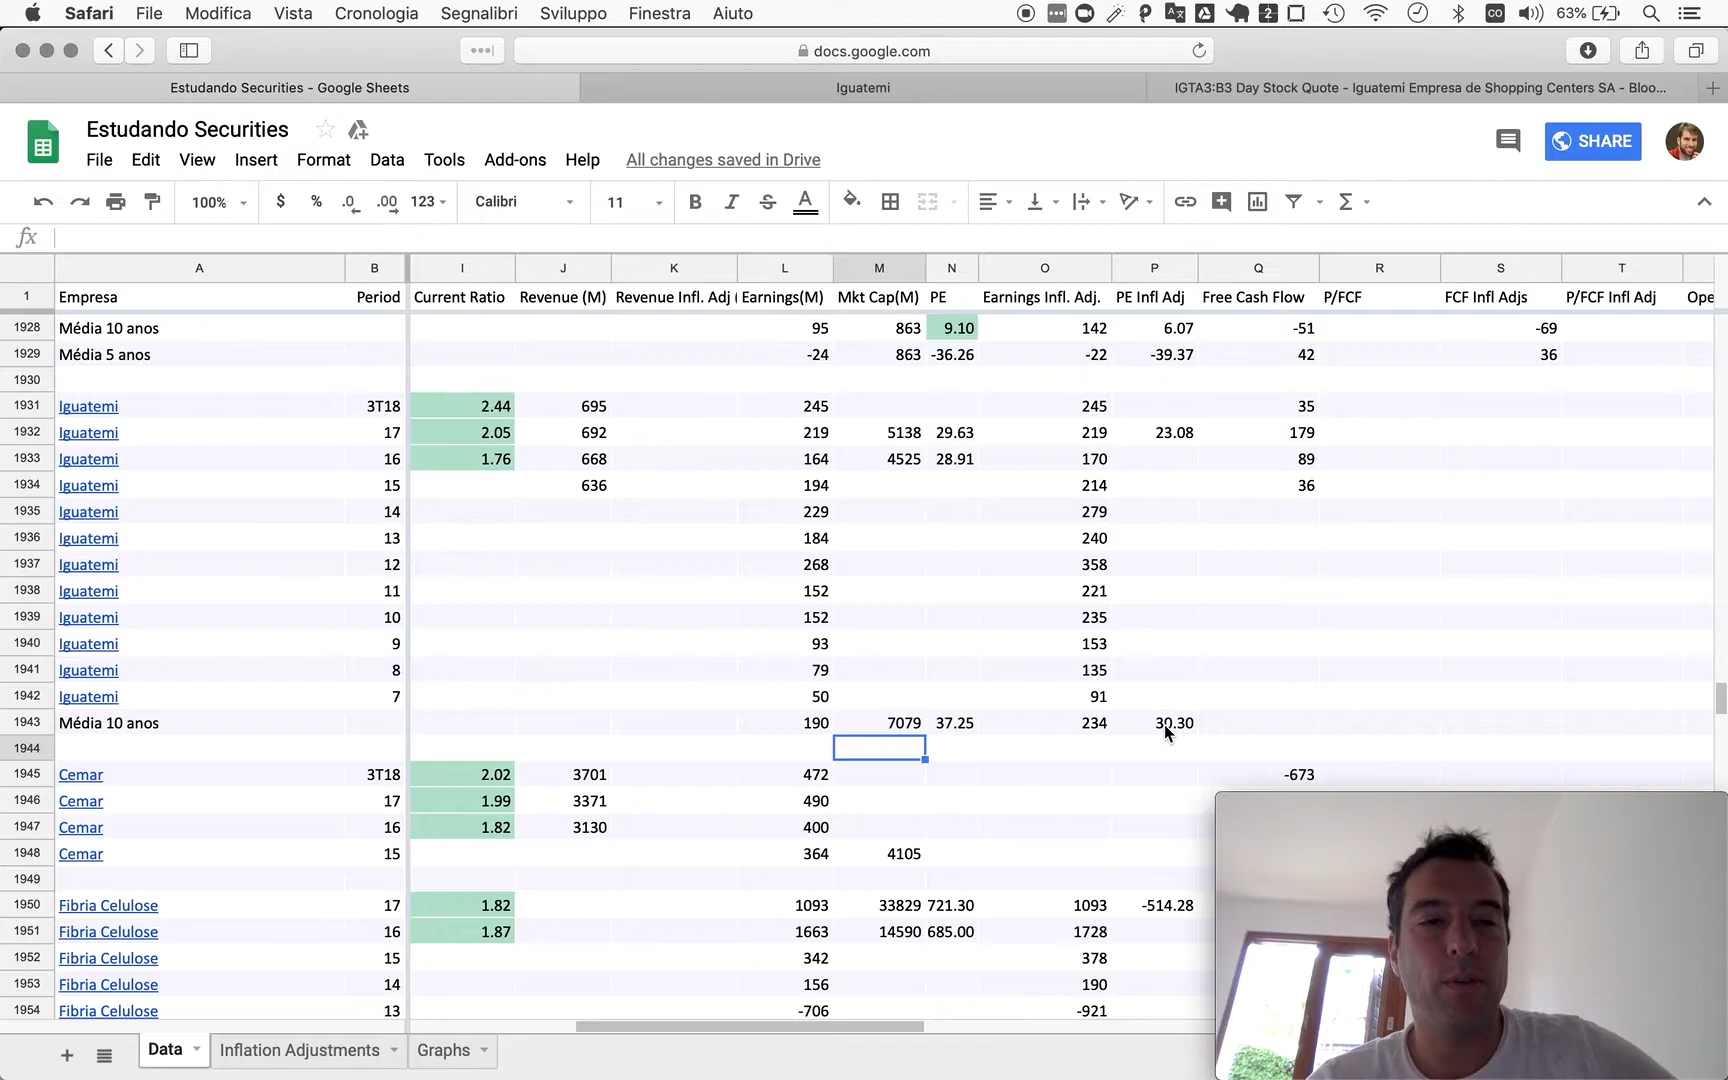 Safari File Modifica Vista Cronologia Segnalibri Sviluppo Finestra Aiuto 2 CO 63%
docs.google.com
Estudando Securities - Google Sheets Iguatemi IGTA3:B3 Day Stock Quote - Iguatemi Empresa de Shopping Centers SA - Bloo...
Estudando Securities
SHARE
File Edit View Insert Format Data Tools Add-ons Help All changes saved in Drive
100% $ % .0 .00 123 Calibri 11 B I S A Σ
fx
A B I J K L M N O P Q R S T
1 Empresa Period Current Ratio Revenue (M) Revenue Infl. Adj ( Earnings(M) Mkt Cap(M) PE Earnings Infl. Adj. PE Infl Adj Free Cash Flow P/FCF FCF Infl Adjs P/FCF Infl Adj Ope
1928 Média 10 anos 95 863 9.10 142 6.07 -51 -69
1929 Média 5 anos -24 863 -36.26 -22 -39.37 42 36
1930
1931 Iguatemi 3T18 2.44 695 245 245 35
1932 Iguatemi 17 2.05 692 219 5138 29.63 219 23.08 179
1933 Iguatemi 16 1.76 668 164 4525 28.91 170 89
1934 Iguatemi 15 636 194 214 36
1935 Iguatemi 14 229 279
1936 Iguatemi 13 184 240
1937 Iguatemi 12 268 358
1938 Iguatemi 11 152 221
1939 Iguatemi 10 152 235
1940 Iguatemi 9 93 153
1941 Iguatemi 8 79 135
1942 Iguatemi 7 50 91
1943 Média 10 anos 190 7079 37.25 234 30.30
1944
1945 Cemar 3T18 2.02 3701 472 -673
1946 Cemar 17 1.99 3371 490
1947 Cemar 16 1.82 3130 400
1948 Cemar 15 364 4105
1949
1950 Fibria Celulose 17 1.82 1093 33829 721.30 1093 -514.28
1951 Fibria Celulose 16 1.87 1663 14590 685.00 1728
1952 Fibria Celulose 15 342 378
1953 Fibria Celulose 14 156 190
1954 Fibria Celulose 13 -706 -921
Data Inflation Adjustments Graphs